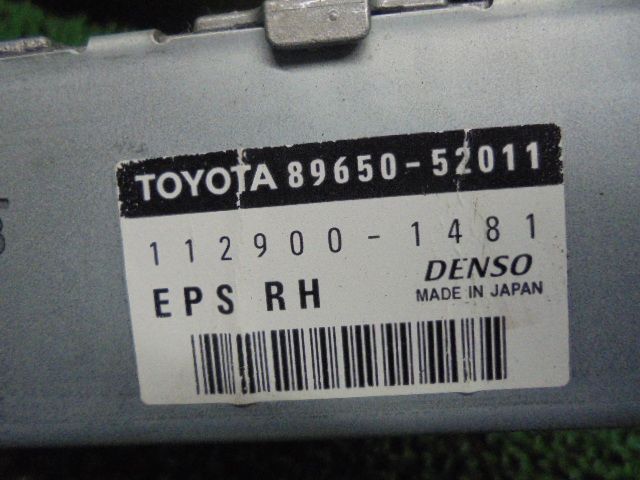 TOYOTA 89650-52011
112900-1481
EPS RH
DENSO
MADE IN JAPAN